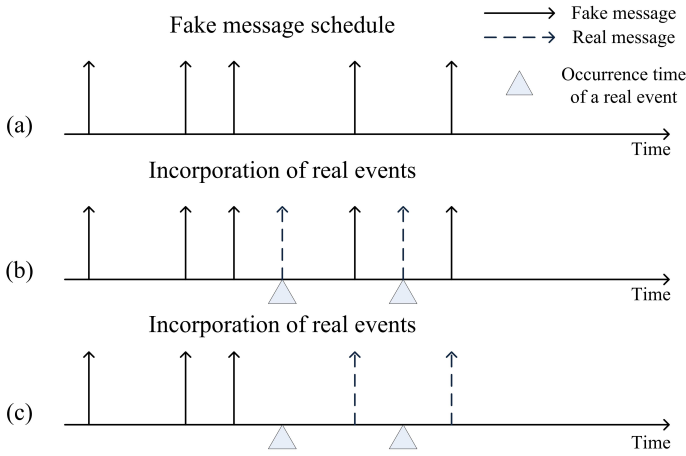 Fake message schedule
Fake message
Real message
Occurrence time
of a real event
(a)
Time
Incorporation of real events
(b)
Time
Incorporation of real events
(c)
Time